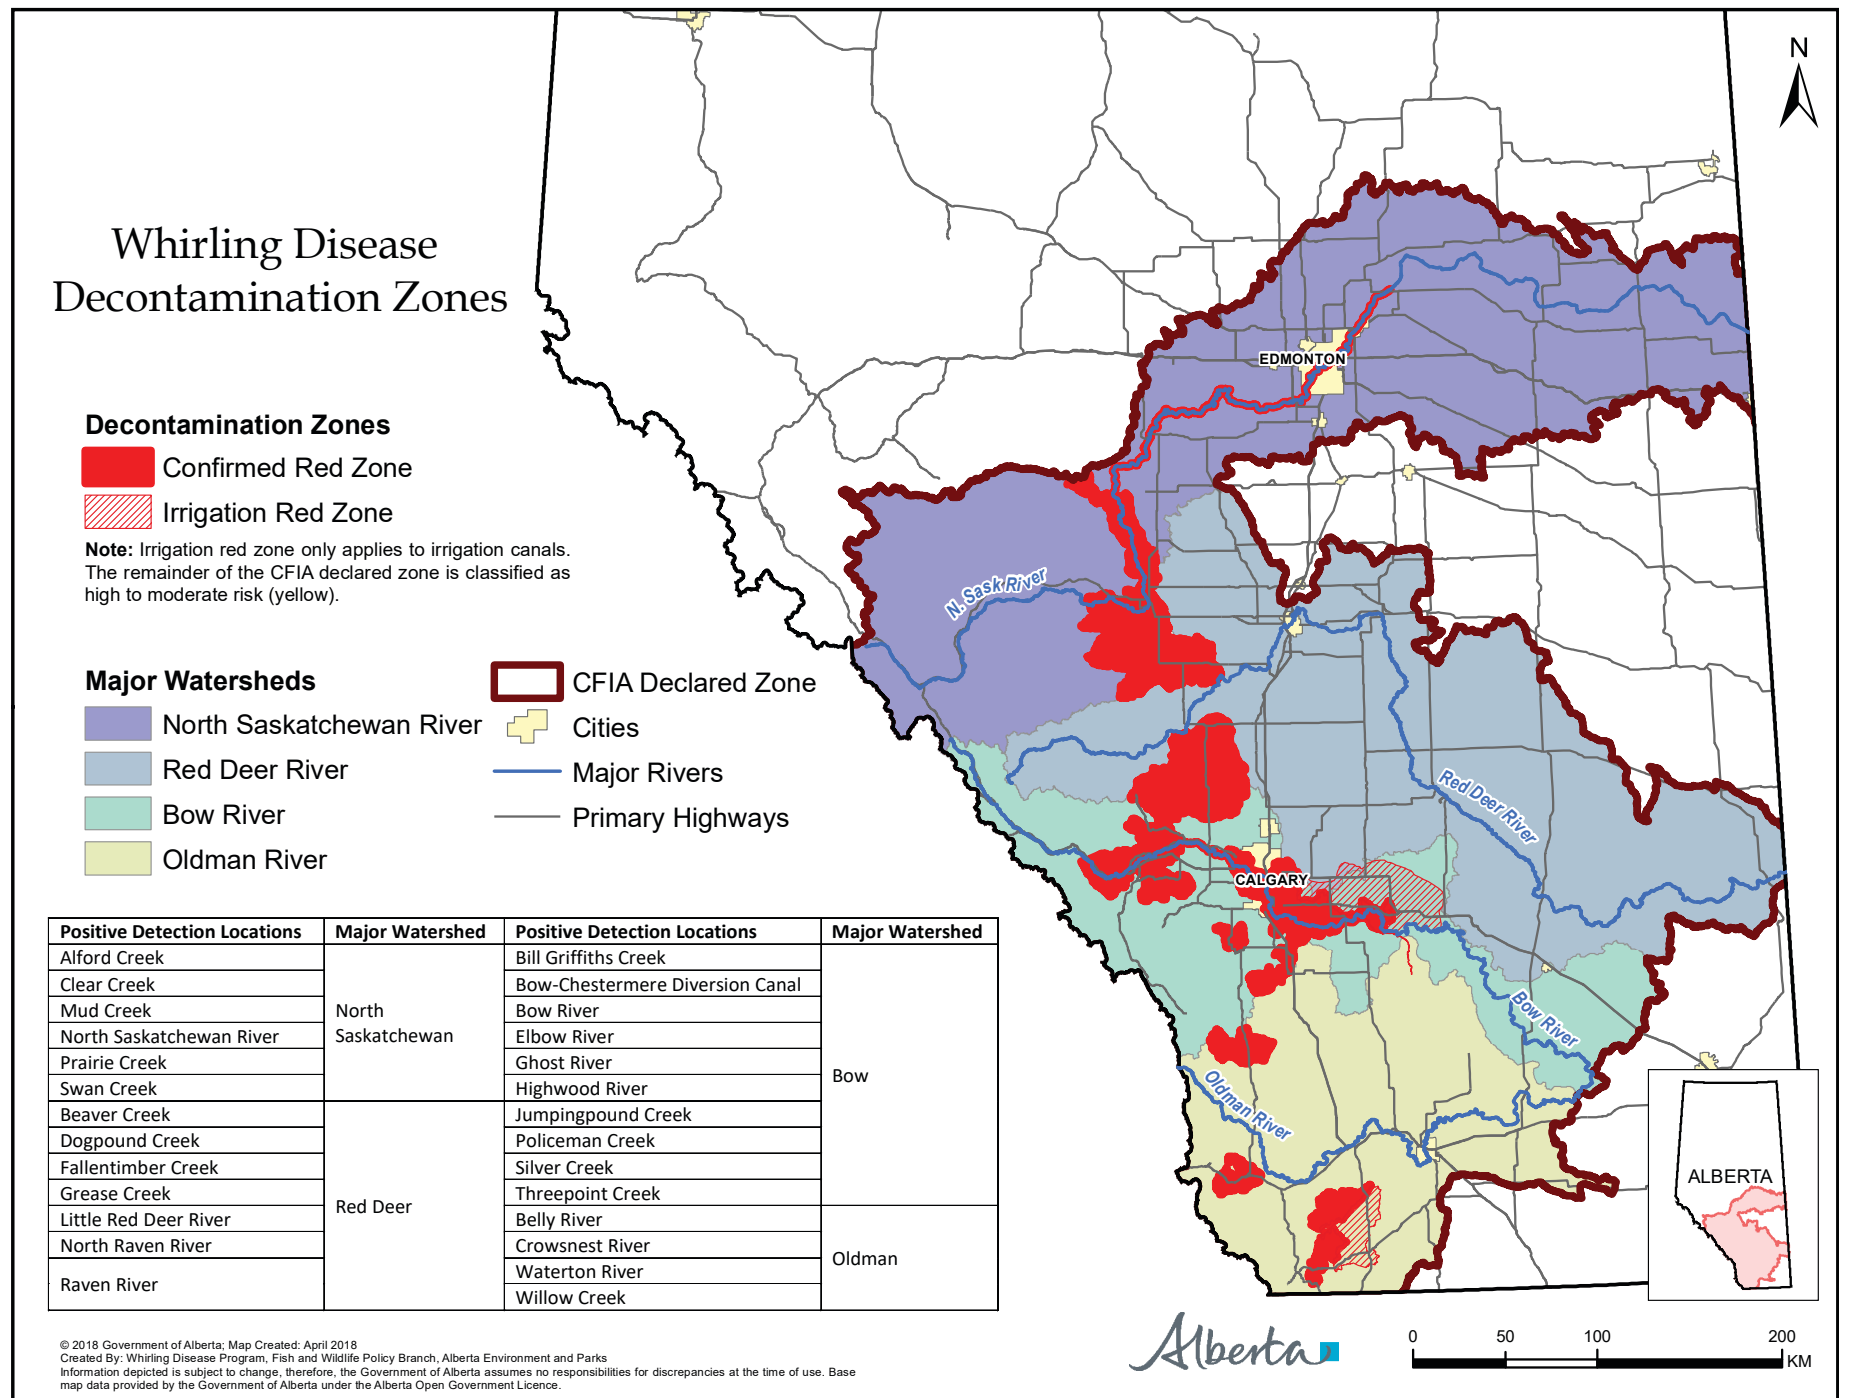 N
Whirling Disease
Decontamination Zones
EDMONTON
Decontamination Zones
Confirmed Red Zone
Irrigation Red Zone
Note: Irrigation red zone only applies to irrigation canals.
The remainder of the CFIA declared zone is classified as
high to moderate risk (yellow).
N. Sask River
Major Watersheds
North Saskatchewan River
Red Deer River
Bow River
Oldman River
CFIA Declared Zone
Cities
Major Rivers
Primary Highways
Red Deer River
CALGARY
Bow River
Oldman River
Positive Detection Locations Major Watershed Positive Detection Locations Major Watershed
Alford Creek Bill Griffiths Creek
Clear Creek Bow-Chestermere Diversion Canal
Mud Creek Bow River
North Saskatchewan River Elbow River
North
Saskatchewan
Prairie Creek Ghost River
Swan Creek Highwood River
Bow
Beaver Creek Jumpingpound Creek
Dogpound Creek Policeman Creek
Fallentimber Creek Silver Creek
Grease Creek Threepoint Creek
Red Deer
Little Red Deer River Belly River
North Raven River Crowsnest River
Oldman
Raven River Waterton River
Willow Creek
ALBERTA
© 2018 Government of Alberta; Map Created: April 2018
Created By: Whirling Disease Program, Fish and Wildlife Policy Branch, Alberta Environment and Parks
Information depicted is subject to change, therefore, the Government of Alberta assumes no responsibilities for discrepancies at the time of use. Base
map data provided by the Government of Alberta under the Alberta Open Government Licence.
Alberta
0 50 100 200
KM